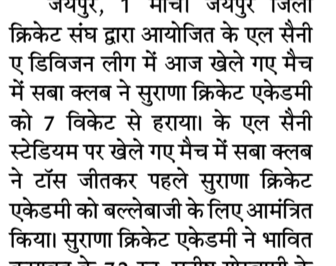 जयपुर, 1 मार्च। जयपुर जिला
क्रिकेट संघ द्वारा आयोजित के एल सैनी
ए डिविजन लीग में आज खेले गए मैच
में सबा क्लब ने सुराणा क्रिकेट एकेडमी
को 7 विकेट से हराया। के एल सैनी
स्टेडियम पर खेले गए मैच में सबा क्लब
ने टॉस जीतकर पहले सुराणा क्रिकेट
एकेडमी को बल्लेबाजी के लिए आमंत्रित
किया। सुराणा क्रिकेट एकेडमी ने भावित